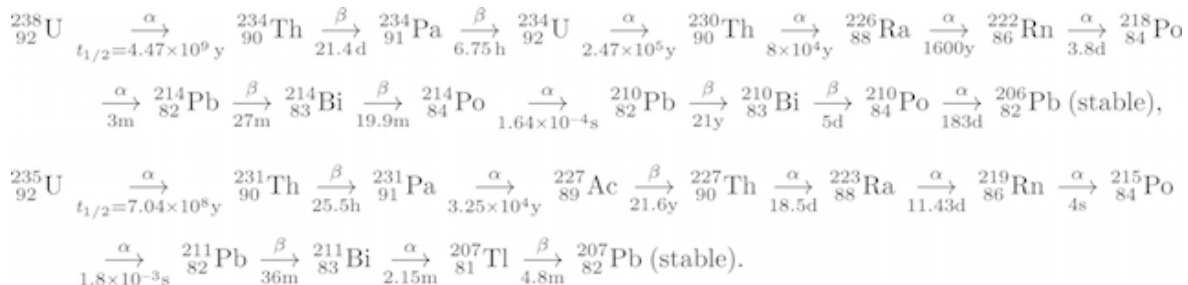 ²³⁸₉₂U α→ t₁/₂=4.47×10⁹ y ²³⁴₉₀Th β→ 21.4 d ²³⁴₉₁Pa β→ 6.75 h ²³⁴₉₂U α→ 2.47×10⁵y ²³⁰₉₀Th α→ 8×10⁴y ²²⁶₈₈Ra α→ 1600y ²²²₈₆Rn α→ 3.8d ²¹⁸₈₄Po
α→ 3m ²¹⁴₈₂Pb β→ 27m ²¹⁴₈₃Bi β→ 19.9m ²¹⁴₈₄Po α→ 1.64×10⁻⁴s ²¹⁰₈₂Pb β→ 21y ²¹⁰₈₃Bi β→ 5d ²¹⁰₈₄Po α→ 183d ²⁰⁶₈₂Pb (stable),
²³⁵₉₂U α→ t₁/₂=7.04×10⁸y ²³¹₉₀Th β→ 25.5h ²³¹₉₁Pa α→ 3.25×10⁴y ²²⁷₈₉Ac β→ 21.6y ²²⁷₉₀Th α→ 18.5d ²²³₈₈Ra α→ 11.43d ²¹⁹₈₆Rn α→ 4s ²¹⁵₈₄Po
α→ 1.8×10⁻³s ²¹¹₈₂Pb β→ 36m ²¹¹₈₃Bi α→ 2.15m ²⁰⁷₈₁Tl β→ 4.8m ²⁰⁷₈₂Pb (stable).